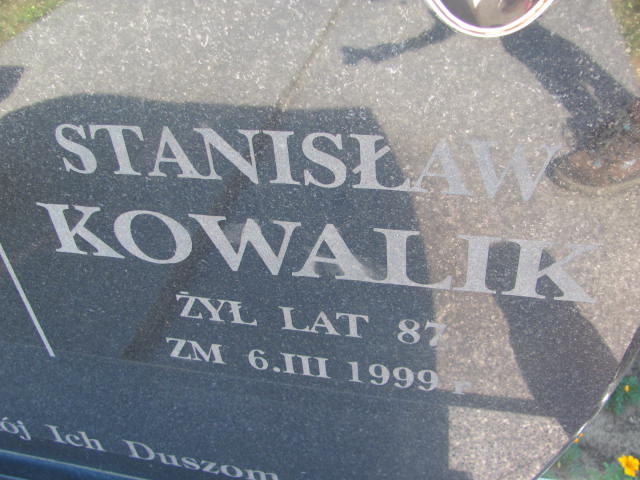 STANISŁAW
KOWALIK
ŻYŁ LAT 87
ZM 6.III 1999 r
Ich Duszom